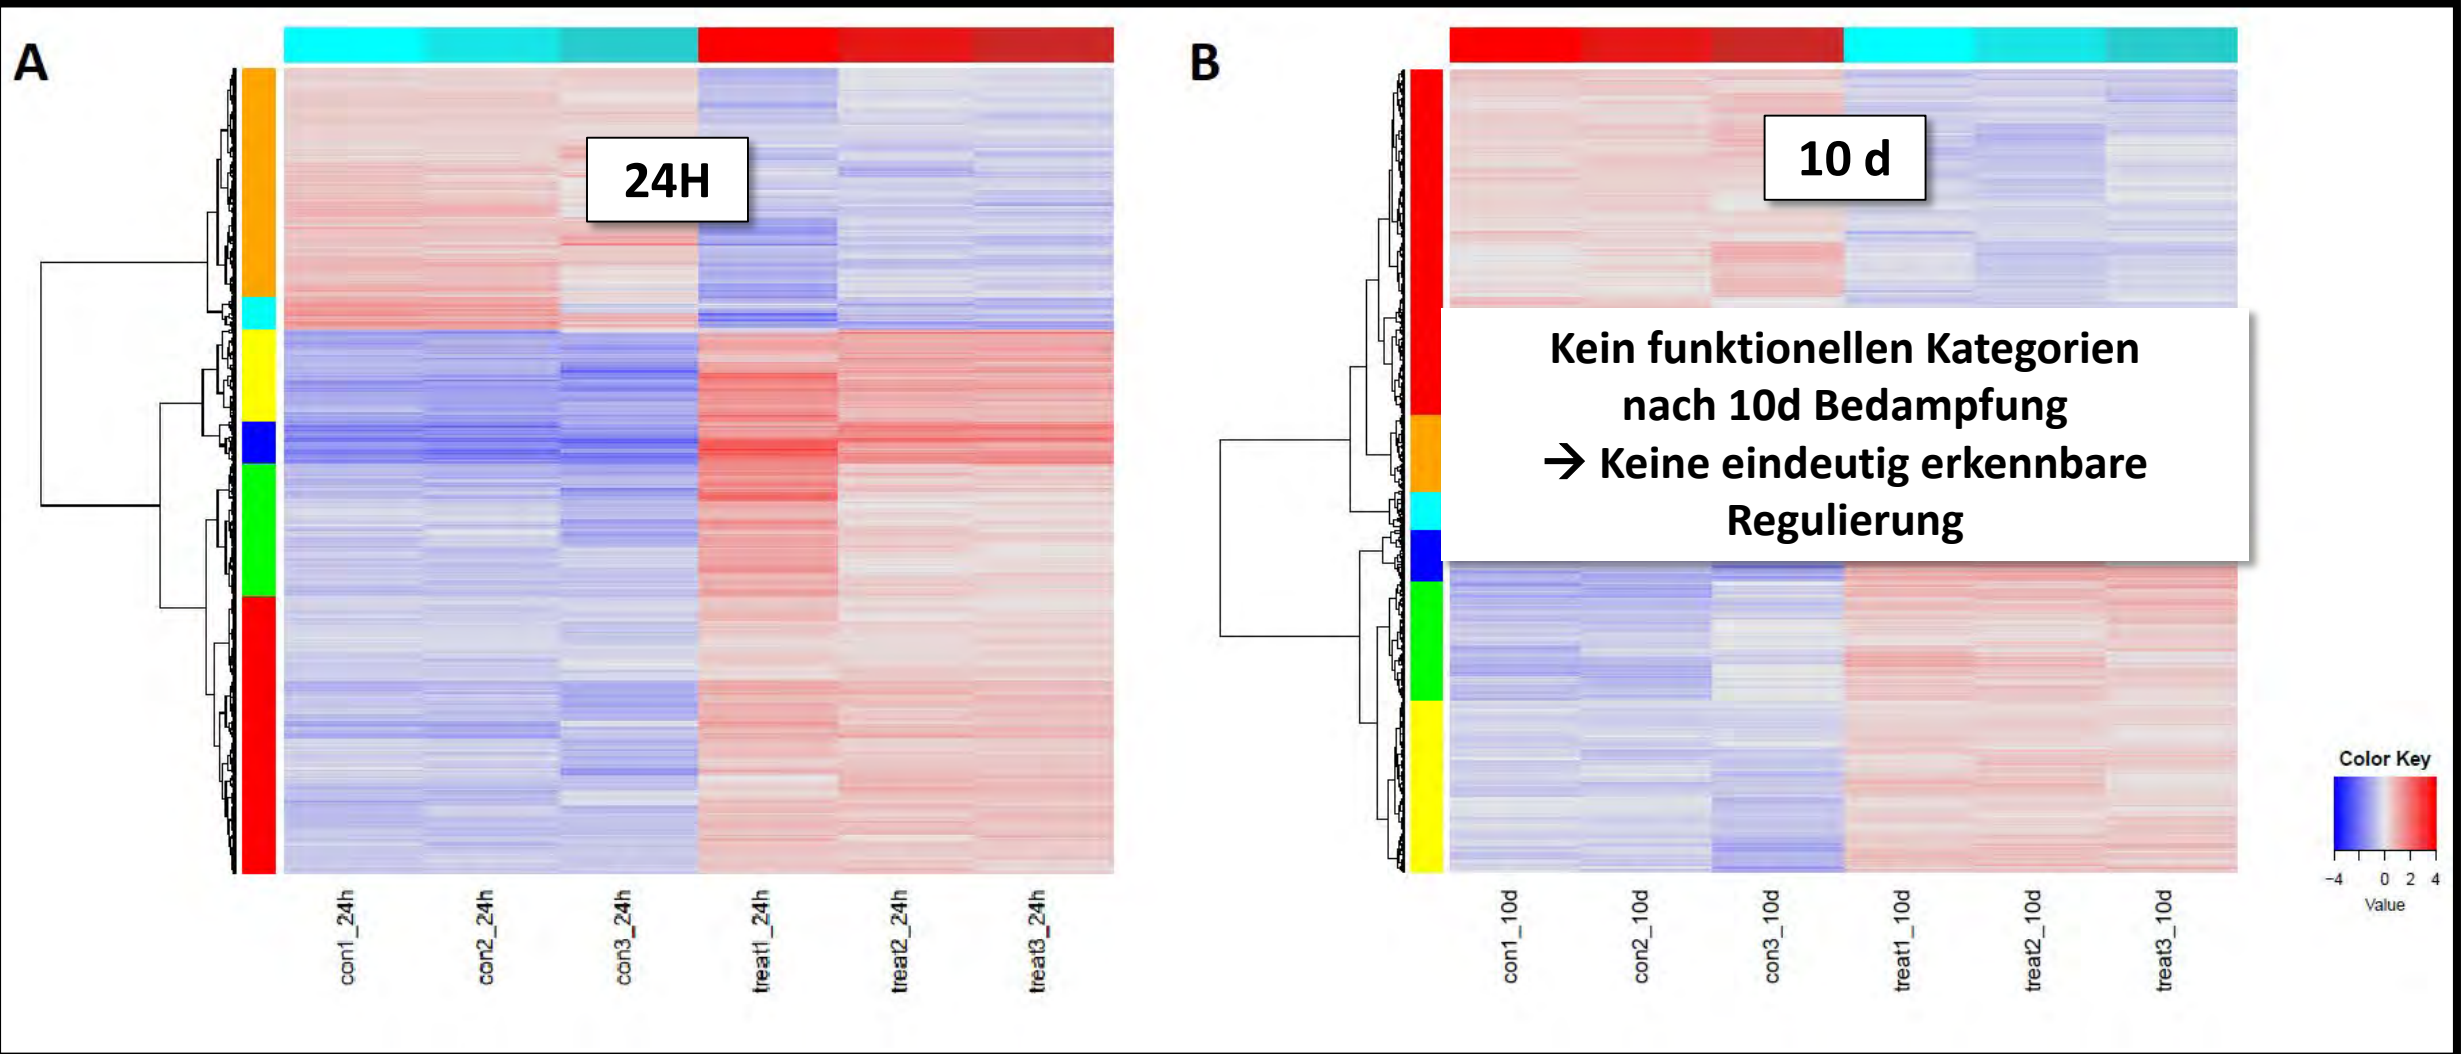 A
B
24H
10 d
Kein funktionellen Kategorien
nach 10d Bedampfung
→ Keine eindeutig erkennbare
Regulierung
Color Key
−4 0 2 4
Value
con1_24h
con2_24h
con3_24h
treat1_24h
treat2_24h
treat3_24h
con1_10d
con2_10d
con3_10d
treat1_10d
treat2_10d
treat3_10d